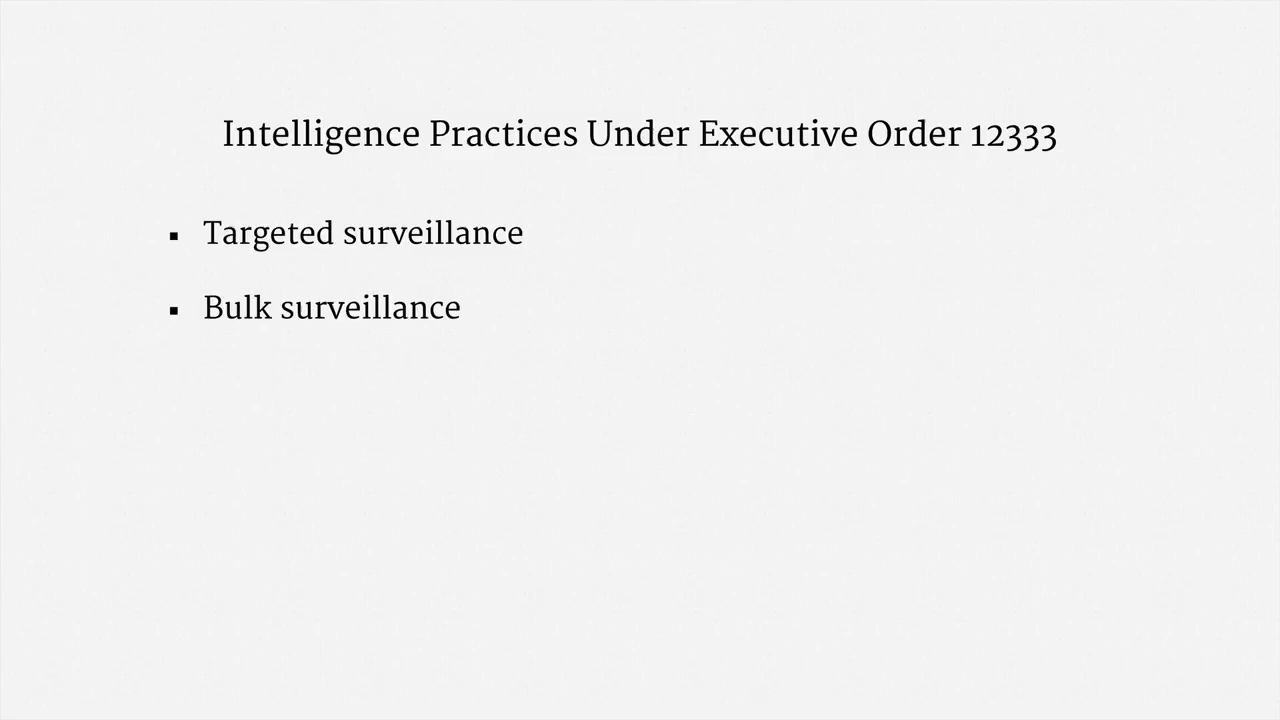 Intelligence Practices Under Executive Order 12333
▪ Targeted surveillance
▪ Bulk surveillance